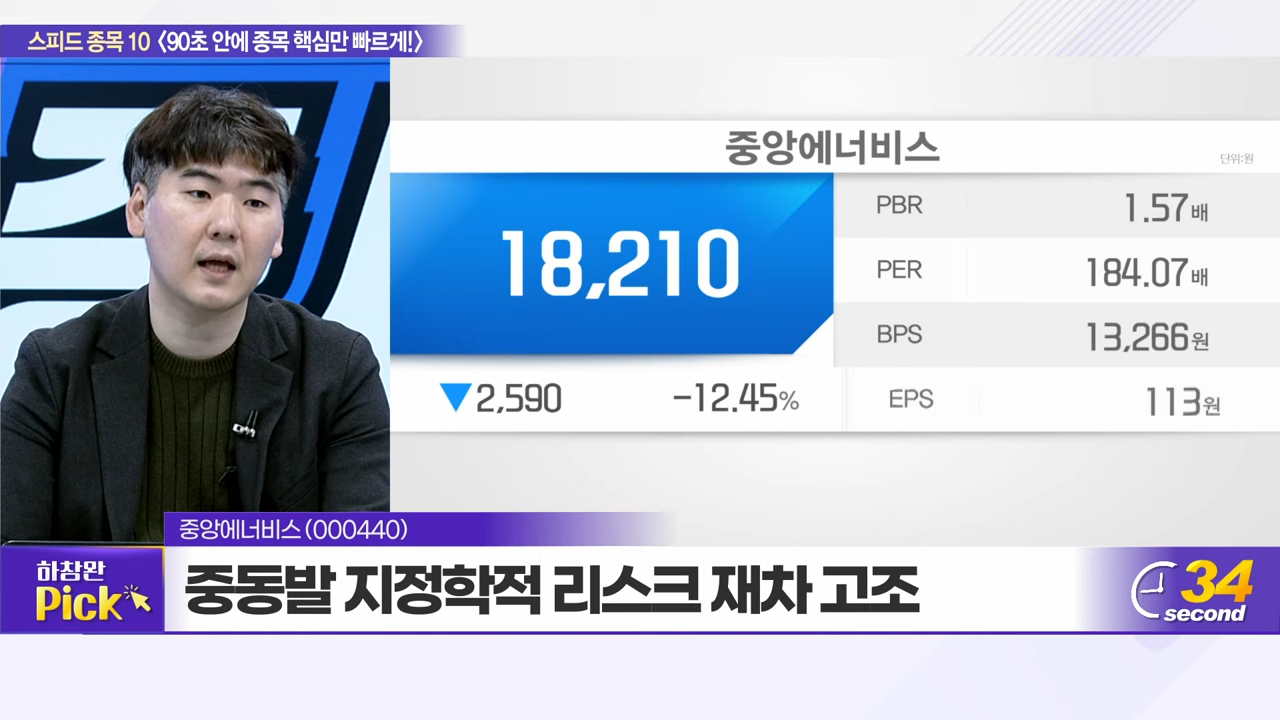 스피드 종목 10 〈90초 안에 종목 핵심만 빠르게!〉
중앙에너비스
단위:원
18,210
▼2,590 -12.45%
PBR 1.57배
PER 184.07배
BPS 13,266원
EPS 113원
중앙에너비스 (000440)
하창완
Pick
중동발 지정학적 리스크 재차 고조
34
second